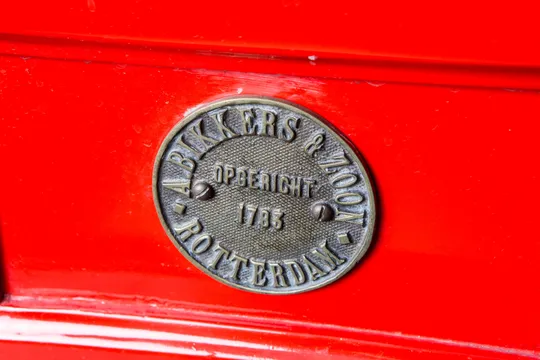 A BIKKERS & ZOON
OPGERICHT
1785
ROTTERDAM